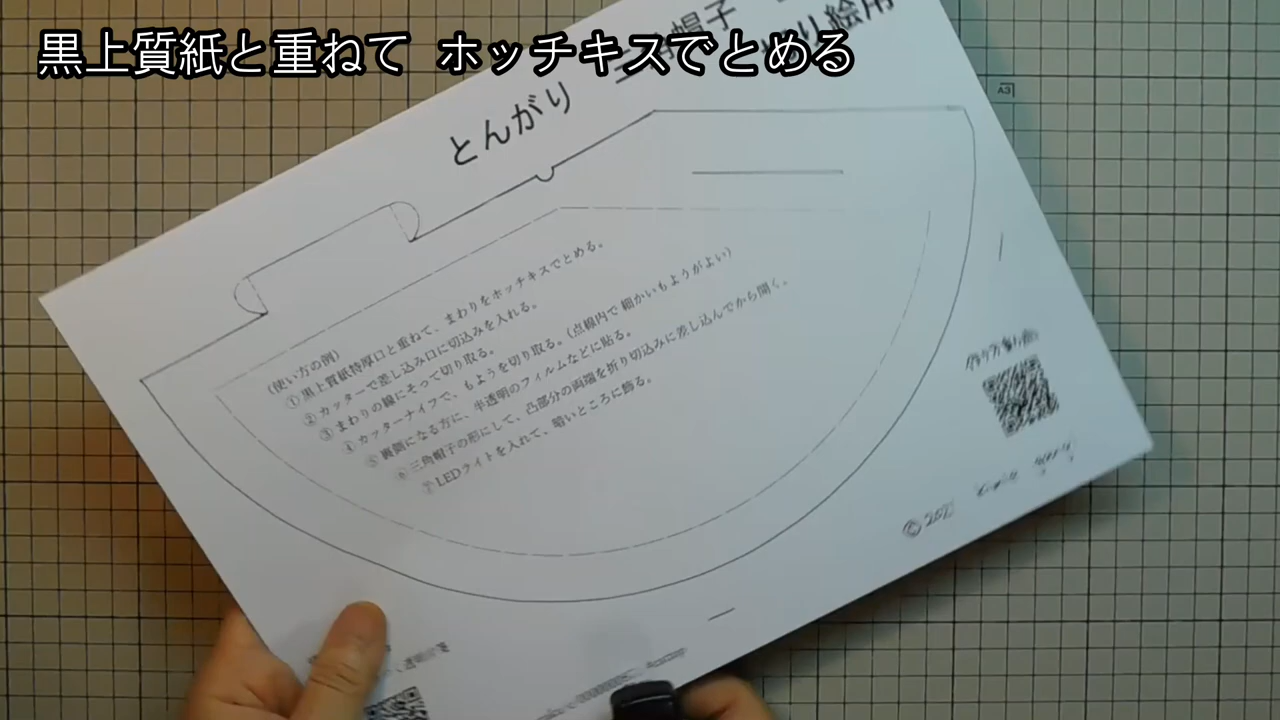 黒上質紙と重ねて ホッチキスでとめる
とんがり 三角帽子
り絵用
A3
(使い方の例)
①黒上質紙特厚口と重ねて、まわりをホッチキスでとめる。
②カッターで差し込み口に切込みを入れる。
③まわりの線にそって切り取る。
④カッターナイフで、もようを切り取る。(点線内で 細かいもようがよい)
⑤裏側になる方に、半透明のフィルムなどに貼る。
⑥三角帽子の形にして、凸部分の両端を折り切込みに差し込んでから開く。
⑦LEDライトを入れて、暗いところに飾る。